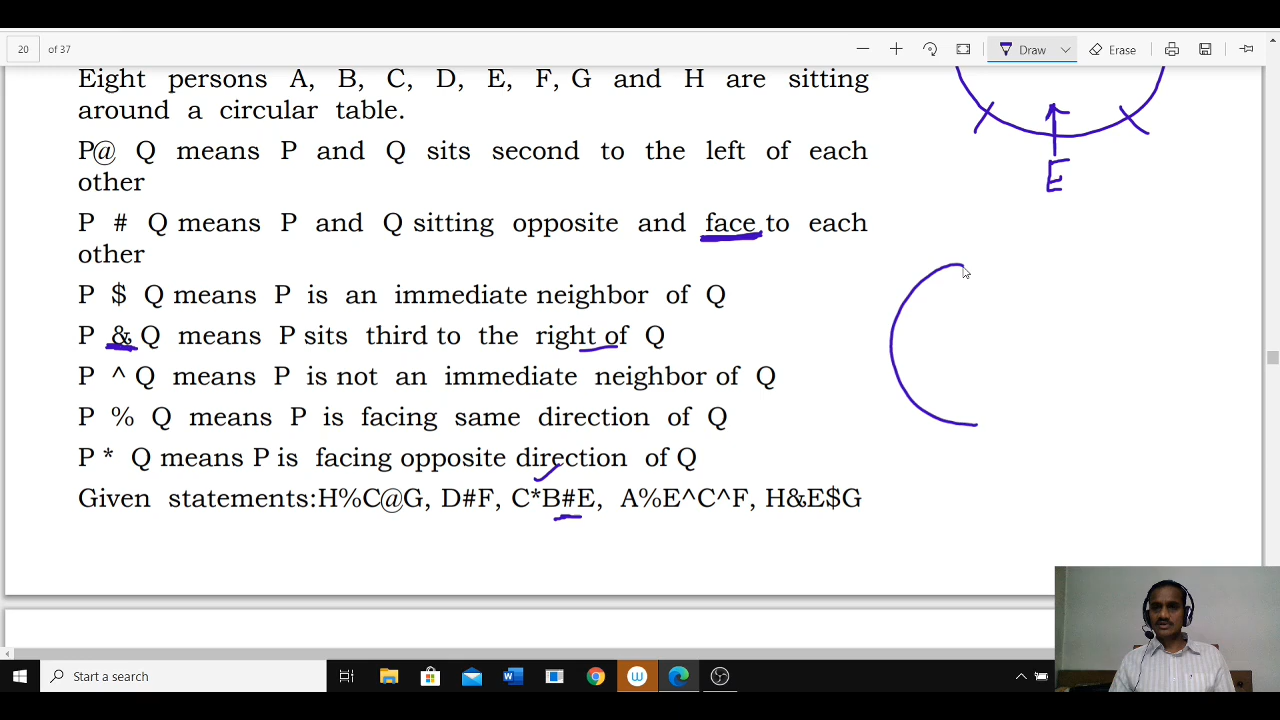 20 of 37
Draw
Erase
Eight persons A, B, C, D, E, F, G and H are sitting
around a circular table.
P@ Q means P and Q sits second to the left of each
other
P # Q means P and Q sitting opposite and face to each
other
P $ Q means P is an immediate neighbor of Q
P & Q means P sits third to the right of Q
P ^ Q means P is not an immediate neighbor of Q
P % Q means P is facing same direction of Q
P * Q means P is facing opposite direction of Q
Given statements:H%C@G, D#F, C*B#E, A%E^C^F, H&E$G
E
Start a search